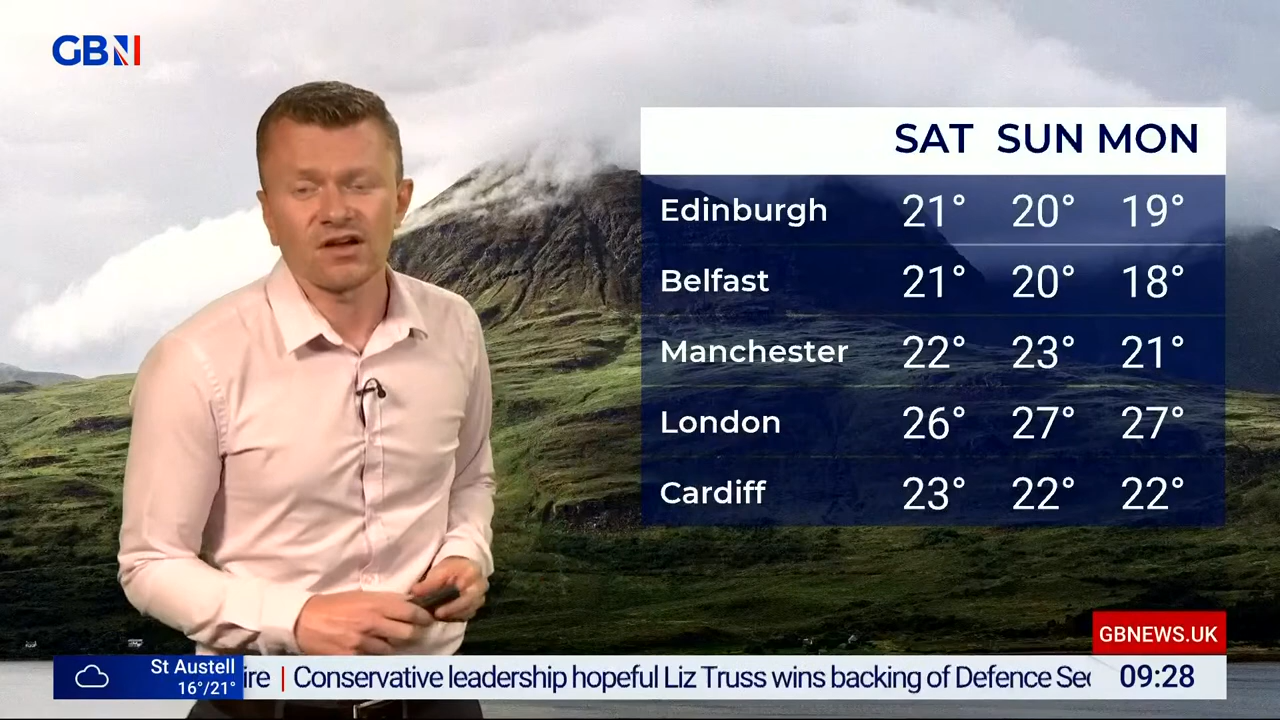 GBN
SAT SUN MON
Edinburgh 21° 20° 19°
Belfast 21° 20° 18°
Manchester 22° 23° 21°
London 26° 27° 27°
Cardiff 23° 22° 22°
GBNEWS.UK
St Austell
16°/21°
ire | Conservative leadership hopeful Liz Truss wins backing of Defence Sec
09:28